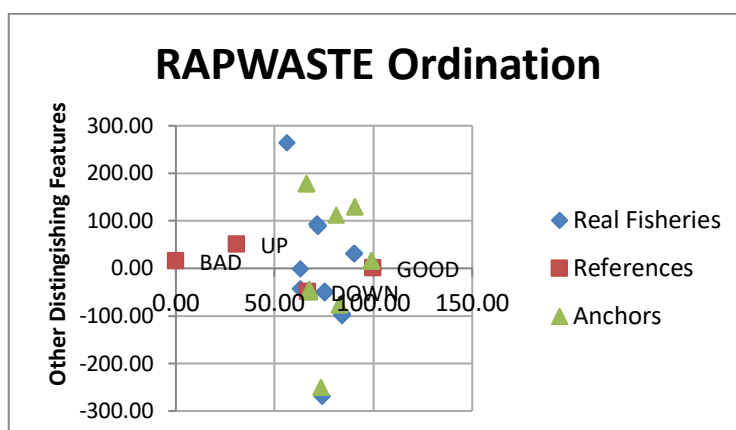 RAPWASTE Ordination
Other Distingishing Features
300.00
200.00
100.00
0.00
-100.00
-200.00
-300.00
0.00 50.00 100.00 150.00
BAD
UP
GOOD
DOWN
Real Fisheries
References
Anchors